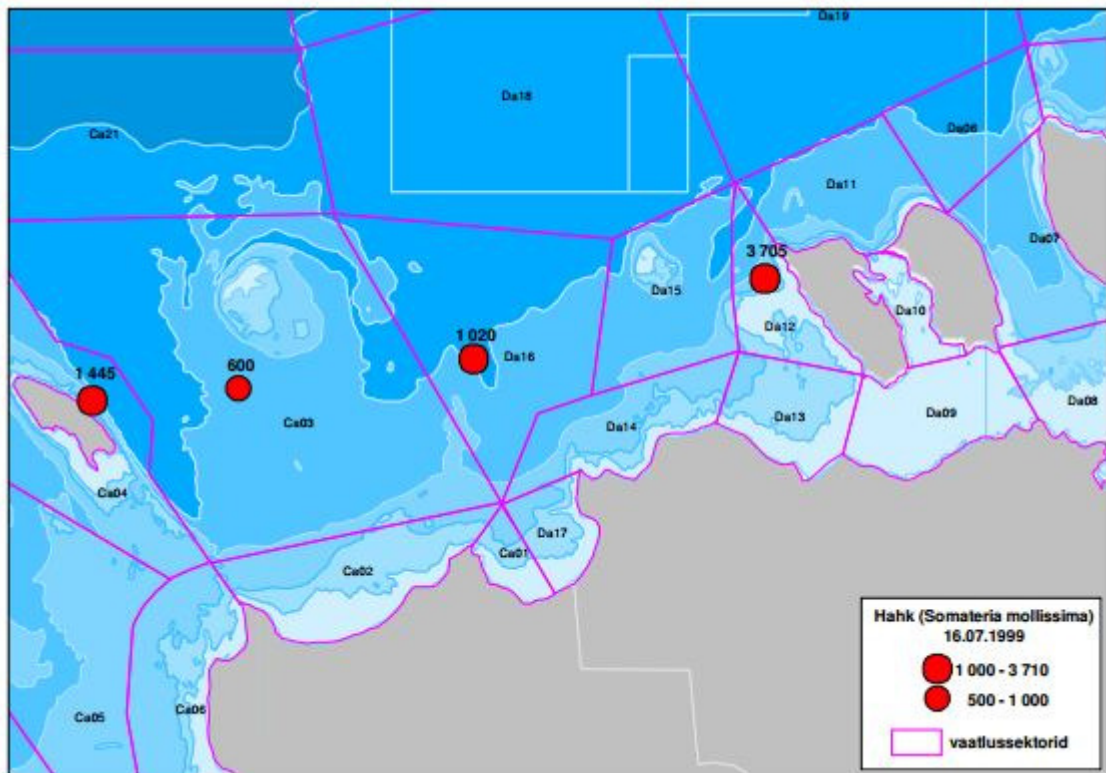 Da19
Da18
Ca21
Da06
Da11
Da07
3 705
Da15
Da10
Da12
1 020
Da16
600
1 445
Ca03
Da14
Da13
Da09
Da08
Ca04
Da17
Ca01
Ca02
Ca05
Ca06
Hahk (Somateria mollissima)
16.07.1999
1 000 - 3 710
500 - 1 000
vaatlussektorid